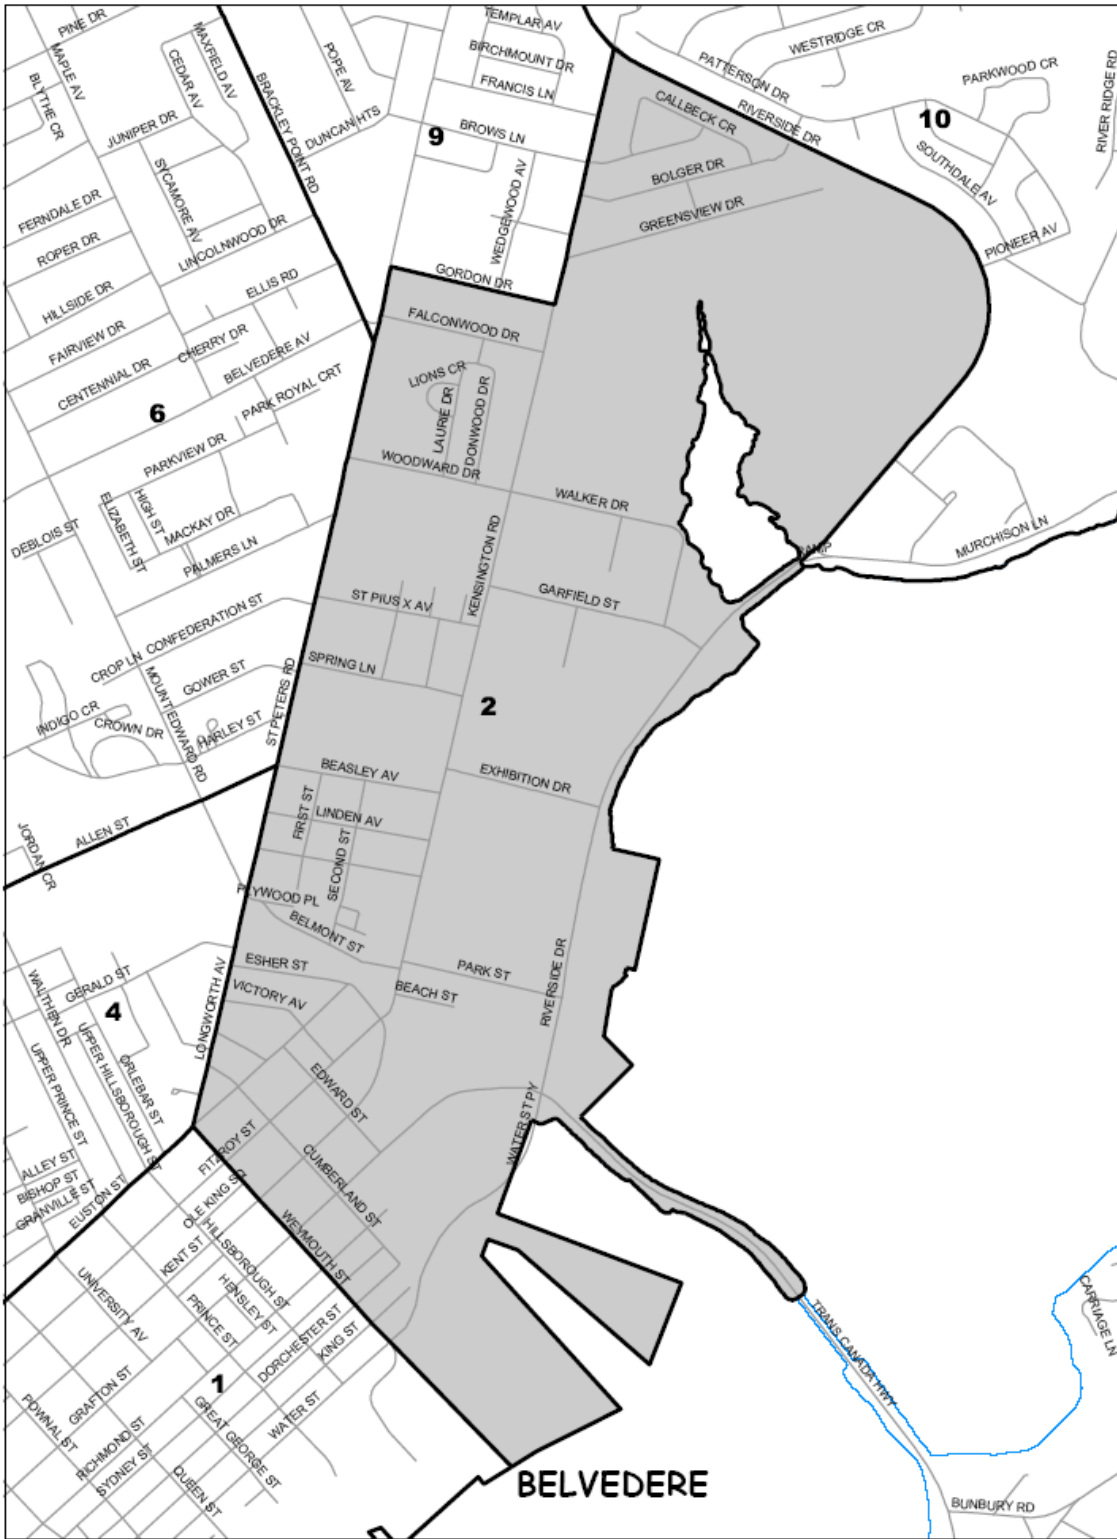 PINE DR
MAPLE AV
MAXFIELD AV
CEDAR AV
BLYTHE CR
JUNIPER DR
SYCAMORE AV
BRACKLEY POINT RD
POPE AV
DUNCAN HTS
TEMPLAR AV
BIRCHMOUNT DR
FRANCIS LN
BROWS LN
9
WEDGEWOOD AV
GORDON DR
PATTERSON DR
WESTRIDGE CR
PARKWOOD CR
RIVER RIDGE RD
RIVERSIDE DR
10
SOUTHDALE AV
PIONEER AV
CALLBECK CR
BOLGER DR
GREENSVIEW DR
FERNDALE DR
ROPER DR
HILLSIDE DR
FAIRVIEW DR
CENTENNIAL DR
LINCOLNWOOD DR
ELLIS RD
CHERRY DR
BELVEDERE AV
PARK ROYAL CRT
6
PARKVIEW DR
HIGH ST
ELIZABETH ST
MACKAY DR
PALMERS LN
DEBLOIS ST
FALCONWOOD DR
LIONS CR
LAURIE DR
DONWOOD DR
WOODWARD DR
WALKER DR
KENSINGTON RD
GARFIELD ST
MURCHISON LN
ST PIUS X AV
SPRING LN
CONFEDERATION ST
CROP LN
GOWER ST
MOUNT EDWARD RD
HARLEY ST
INDIGO CR
CROWN DR
ST PETERS RD
2
EXHIBITION DR
BEASLEY AV
FIRST ST
LINDEN AV
SECOND ST
BELMONT ST
ALLEN ST
JORDAN CR
ESHER ST
VICTORY AV
BEACH ST
PARK ST
RIVERSIDE DR
LONGWORTH AV
GERALD ST
WALTHEN DR
4
UPPER PRINCE ST
UPPER HILLSBOROUGH ST
ORLEBAR ST
ALLEY ST
BISHOP ST
GRANVILLE ST
EUSTON ST
EDWARD ST
CUMBERLAND ST
WATER ST PY
FITZROY ST
WEYMOUTH ST
KENT ST
HILLSBOROUGH ST
HENSLEY ST
UNIVERSITY AV
PRINCE ST
DORCHESTER ST
KING ST
1
WATER ST
GRAFTON ST
GREAT GEORGE ST
POWNAL ST
RICHMOND ST
SYDNEY ST
QUEEN ST
TRANS CANADA HWY
CARRIAGE LN
BUNBURY RD
BELVEDERE